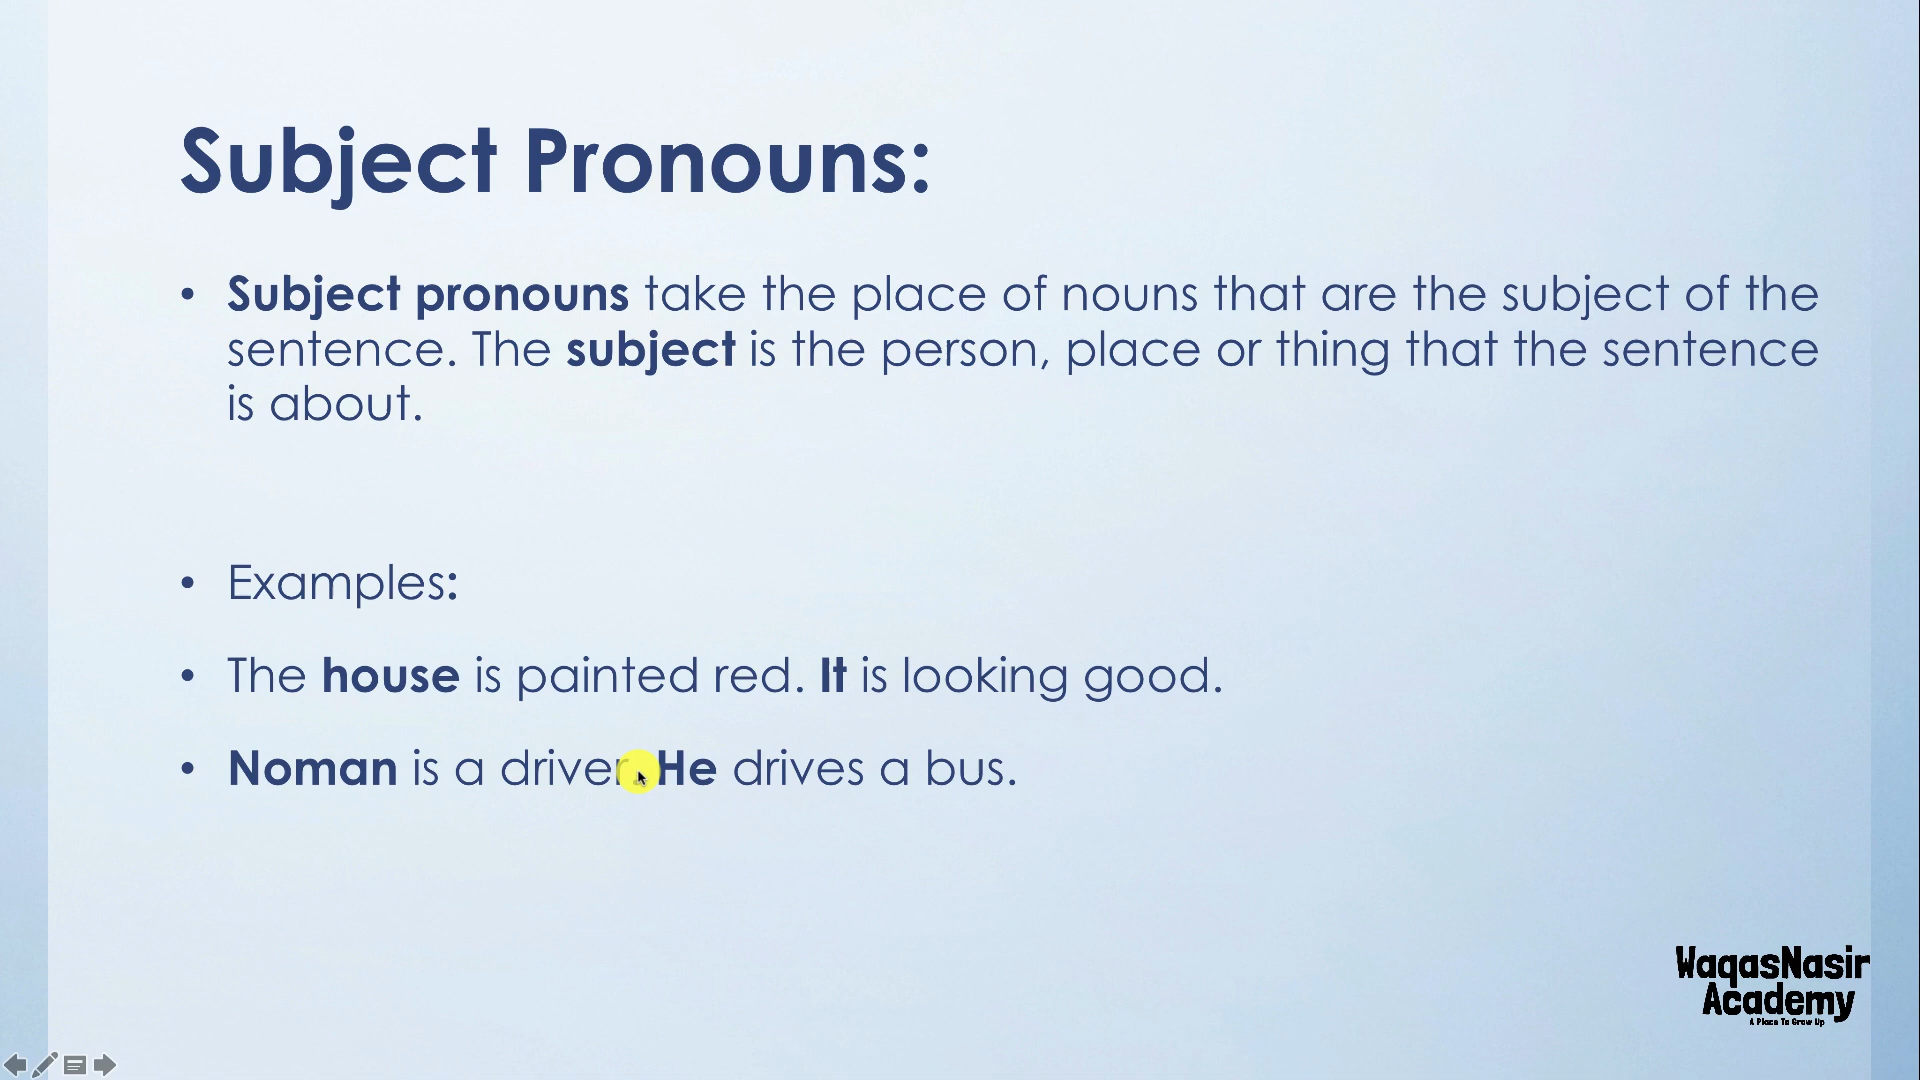 Subject Pronouns:
• Subject pronouns take the place of nouns that are the subject of the
sentence. The subject is the person, place or thing that the sentence
is about.
• Examples:
• The house is painted red. It is looking good.
• Noman is a driver. He drives a bus.
WaqasNasir
Academy
A Place To Grow Up